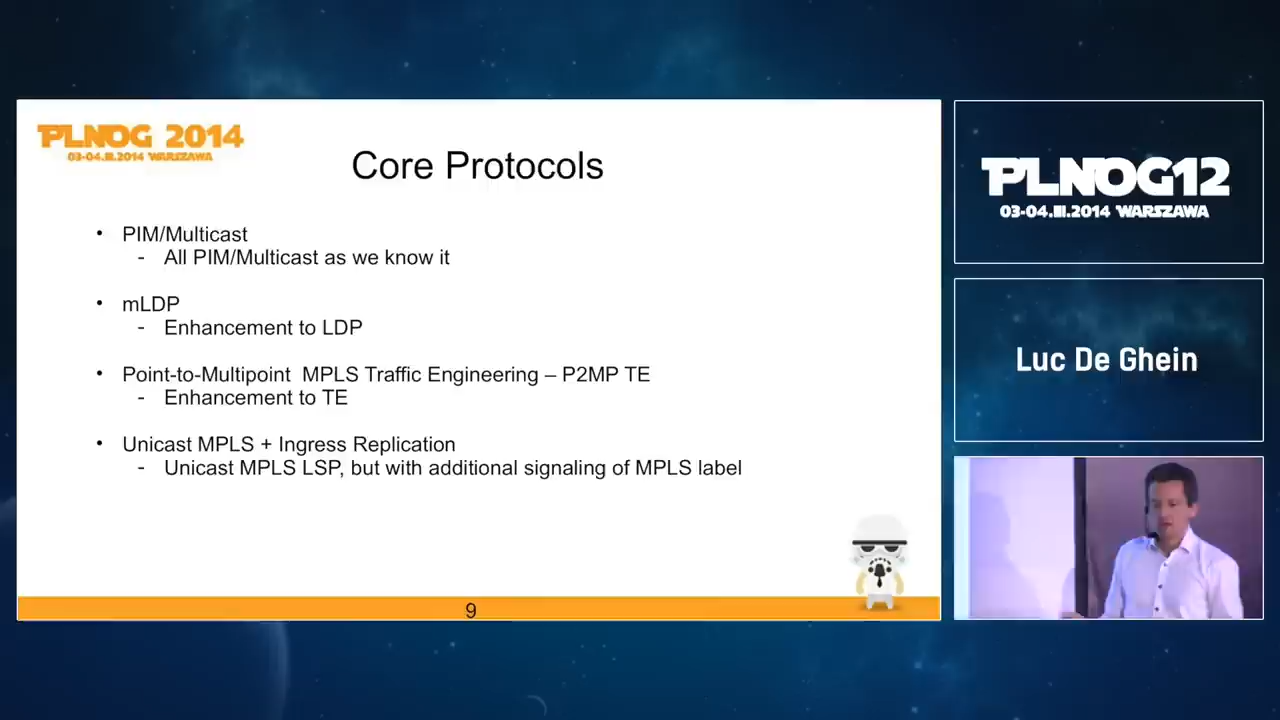 PLNOG 2014
03-04.III.2014 WARSZAWA
Core Protocols
• PIM/Multicast
- All PIM/Multicast as we know it
• mLDP
- Enhancement to LDP
• Point-to-Multipoint MPLS Traffic Engineering – P2MP TE
- Enhancement to TE
• Unicast MPLS + Ingress Replication
- Unicast MPLS LSP, but with additional signaling of MPLS label
9
PLNOG12
03-04.III.2014 WARSZAWA
Luc De Ghein